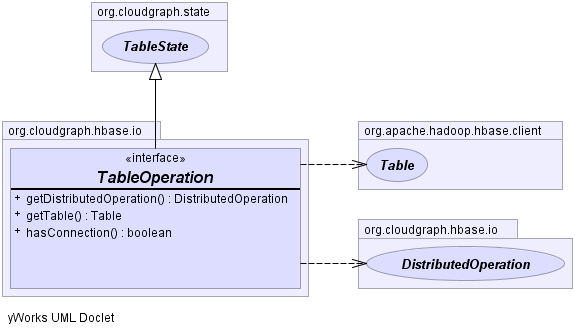 org.cloudgraph.state
TableState
org.cloudgraph.hbase.io
«interface»
TableOperation
+ getDistributedOperation() : DistributedOperation
+ getTable() : Table
+ hasConnection() : boolean
org.apache.hadoop.hbase.client
Table
org.cloudgraph.hbase.io
DistributedOperation
yWorks UML Doclet